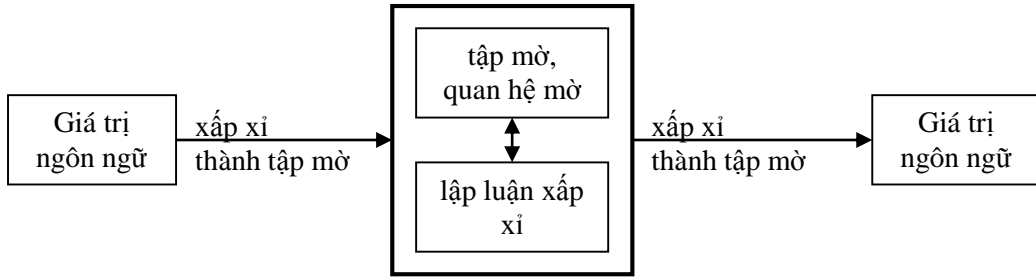 Giá trị
ngôn ngữ
xấp xỉ
thành tập mờ
tập mờ,
quan hệ mờ
lập luận xấp
xỉ
xấp xỉ
thành tập mờ
Giá trị
ngôn ngữ